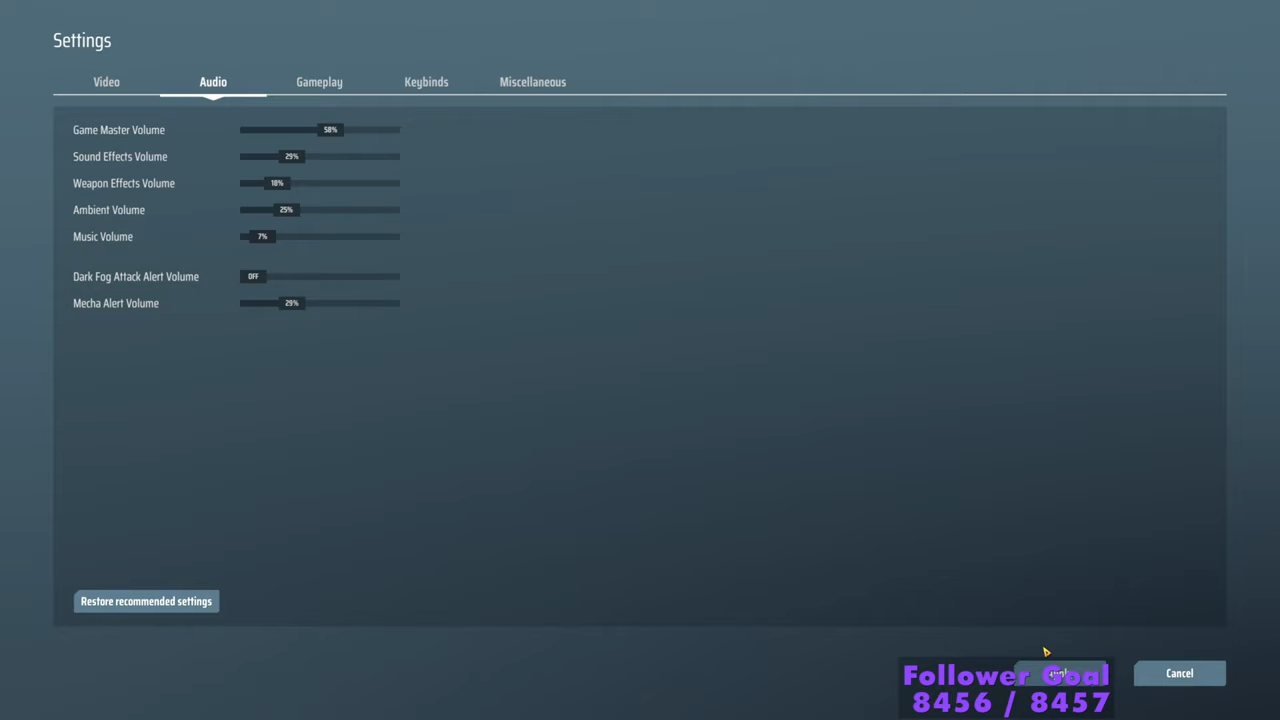 Settings
Video
Audio
Gameplay
Keybinds
Miscellaneous
Game Master Volume
58%
Sound Effects Volume
29%
Weapon Effects Volume
18%
Ambient Volume
25%
Music Volume
7%
Dark Fog Attack Alert Volume
OFF
Mecha Alert Volume
29%
Restore recommended settings
Follower Goal
8456 / 8457
Cancel